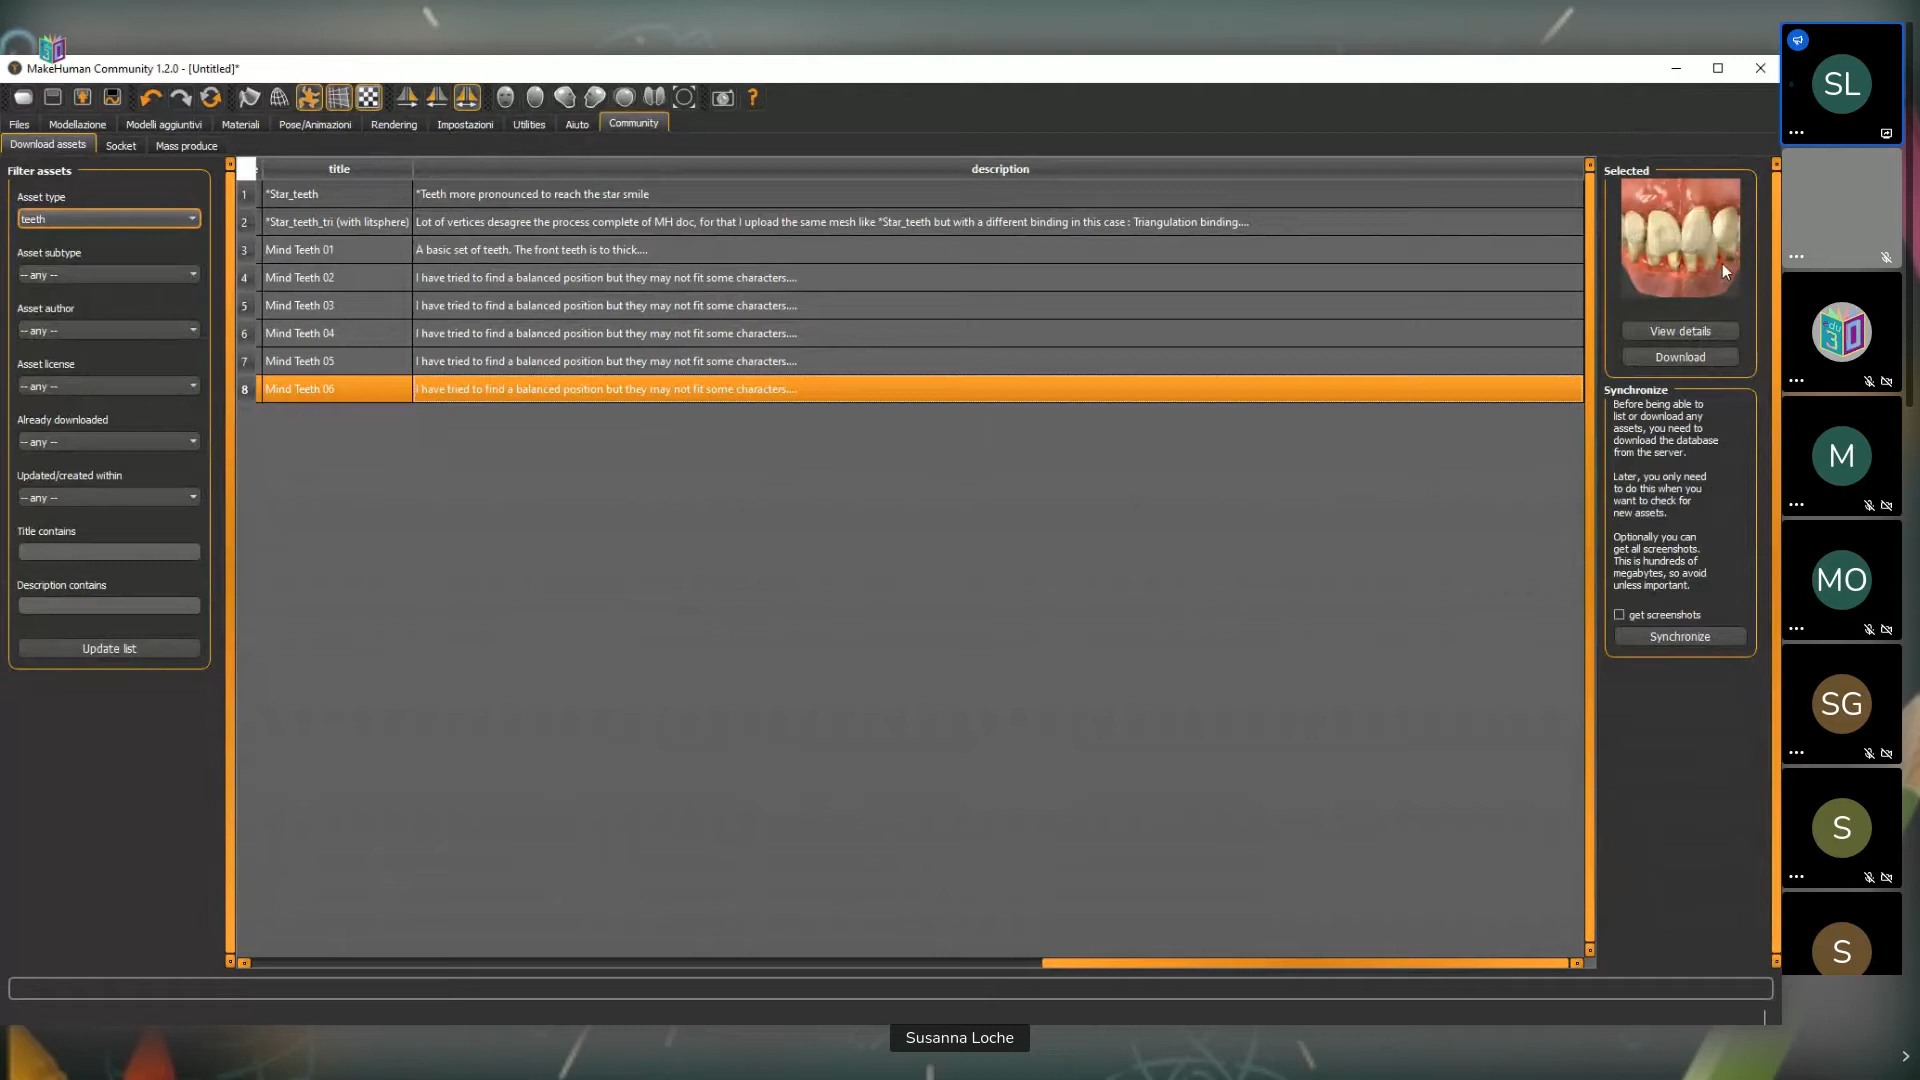 MakeHuman Community 1.2.0 - [Untitled]*
Files Modellazione Modelli aggiuntivi Materiali Pose/Animazioni Rendering Impostazioni Utilities Aiuto Community
Download assets Socket Mass produce
Filter assets
Asset type
teeth
Asset subtype
-- any --
Asset author
-- any --
Asset license
-- any --
Already downloaded
-- any --
Updated/created within
-- any --
Title contains
Description contains
Update list
title description
1 *Star_teeth *Teeth more pronounced to reach the star smile
2 *Star_teeth_tri (with litsphere) Lot of vertices desagree the process complete of MH doc, for that I upload the same mesh like *Star_teeth but with a different binding in this case : Triangulation binding....
3 Mind Teeth 01 A basic set of teeth. The front teeth is to thick....
4 Mind Teeth 02 I have tried to find a balanced position but they may not fit some characters....
5 Mind Teeth 03 I have tried to find a balanced position but they may not fit some characters....
6 Mind Teeth 04 I have tried to find a balanced position but they may not fit some characters....
7 Mind Teeth 05 I have tried to find a balanced position but they may not fit some characters....
8 Mind Teeth 06 I have tried to find a balanced position but they may not fit some characters....
Selected
View details
Download
Synchronize
Before being able to
list or download any
assets, you need to
download the database
from the server.
Later, you only need
to do this when you
want to check for
new assets.
Optionally you can
get all screenshots.
This is hundreds of
megabytes, so avoid
unless important.
get screenshots
Synchronize
SL
edu
3D
M
MO
SG
S
S
Susanna Loche